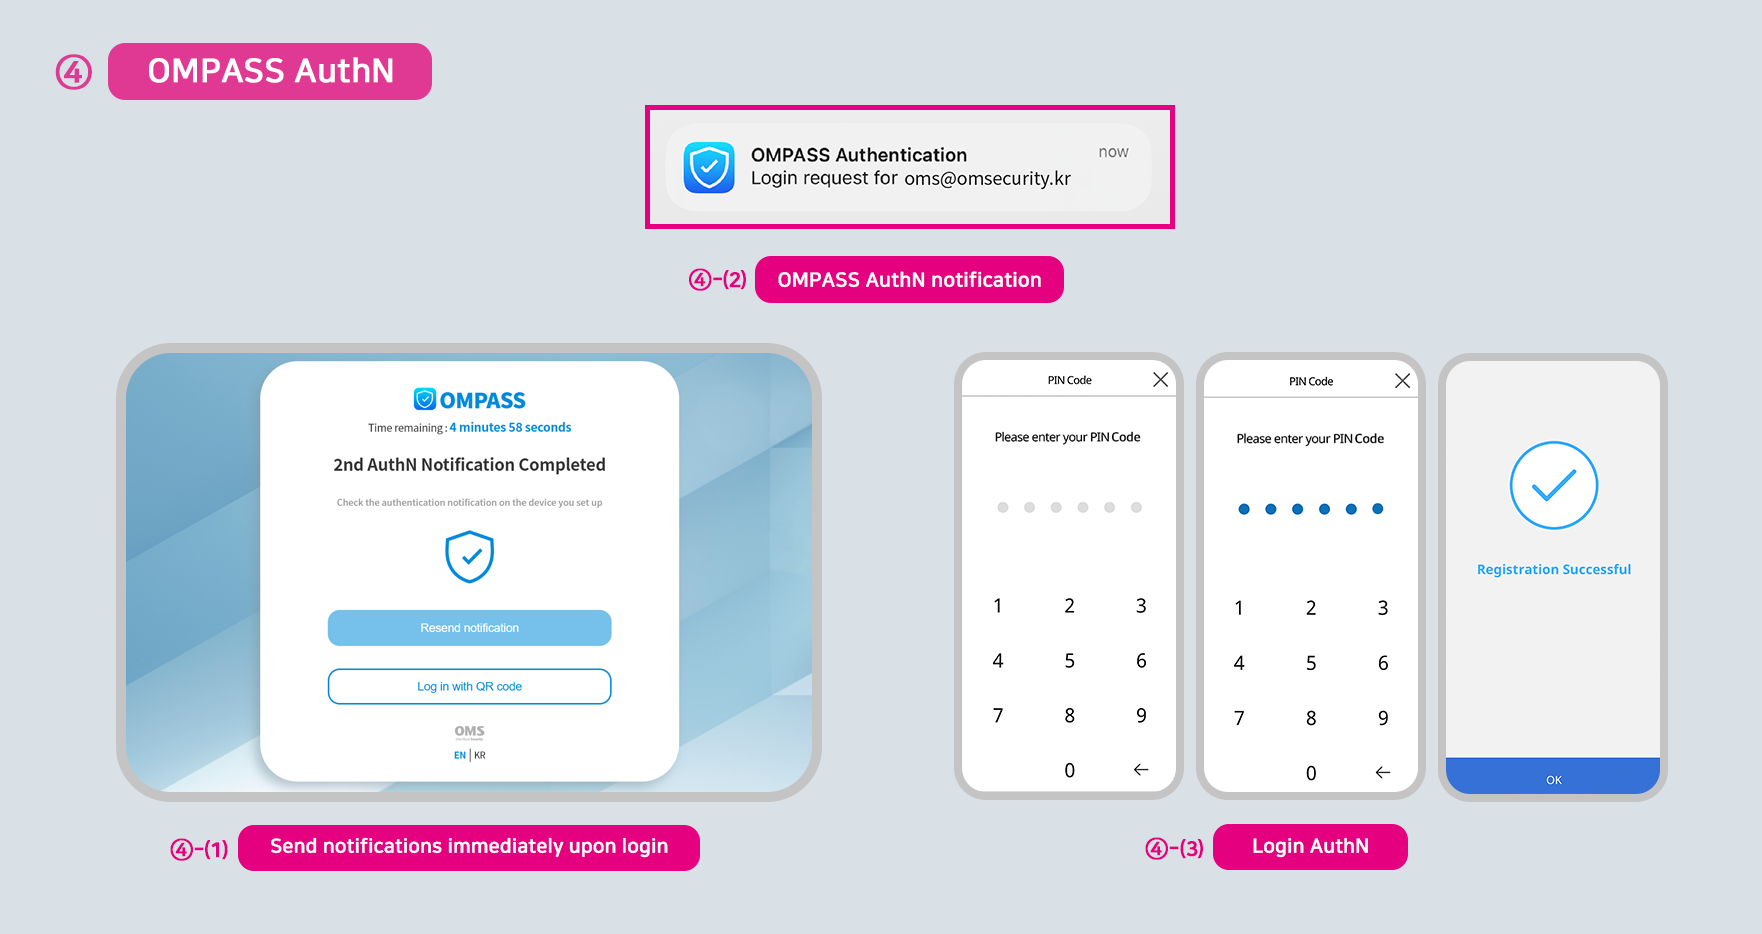 ④ OMPASS AuthN
OMPASS Authentication
now
Login request for oms@omsecurity.kr
④-(2) OMPASS AuthN notification
OMPASS
Time remaining : 4 minutes 58 seconds
2nd AuthN Notification Completed
Check the authentication notification on the device you set up
Resend notification
Log in with QR code
OMS
EN | KR
④-(1) Send notifications immediately upon login
PIN Code
Please enter your PIN Code
1 2 3
4 5 6
7 8 9
0 ←
PIN Code
Please enter your PIN Code
1 2 3
4 5 6
7 8 9
0 ←
Registration Successful
OK
④-(3) Login AuthN